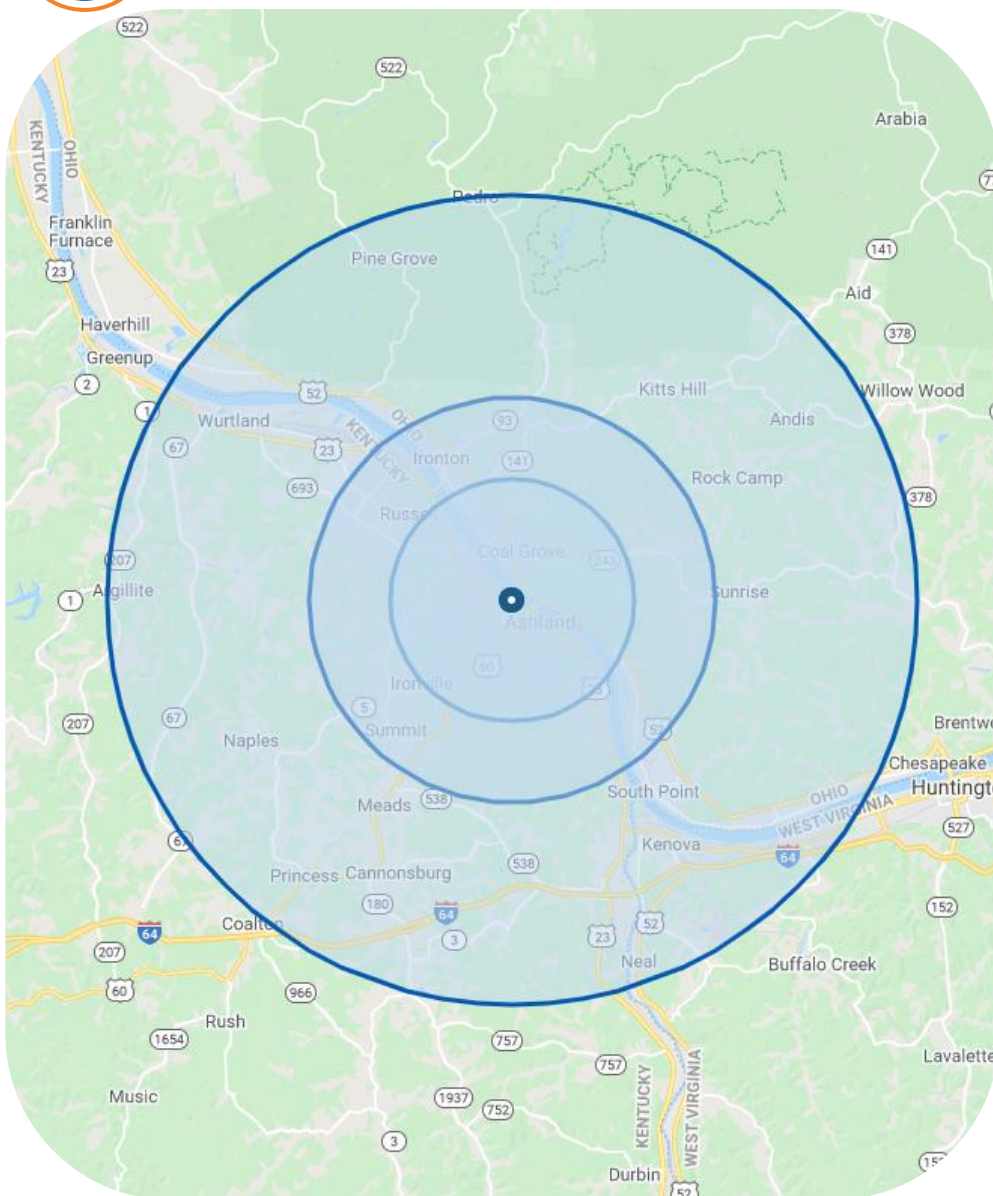 522
522
Arabia
KENTUCKY
OHIO
Pedro
Franklin
Furnace
Pine Grove
141
23
Aid
Haverhill
378
Greenup
2
52
Kitts Hill
Willow Wood
1
Wurtland
93
OHIO
KENTUCKY
Andis
67
23
Ironton
141
693
Rock Camp
378
Russell
Coal Grove
207
243
Argillite
1
Sunrise
Ashland
60
Ironville
23
5
67
207
Summit
52
Brentwo
Naples
Chesapeake
South Point
OHIO
Huntingt
Meads
538
WEST VIRGINIA
527
67
Kenova
64
538
Princess
Cannonsburg
180
152
64
Coalton
64
3
23
52
207
Neal
Buffalo Creek
60
966
Rush
1654
757
Lavalette
757
KENTUCKY
WEST VIRGINIA
Music
1937
752
3
Durbin
52